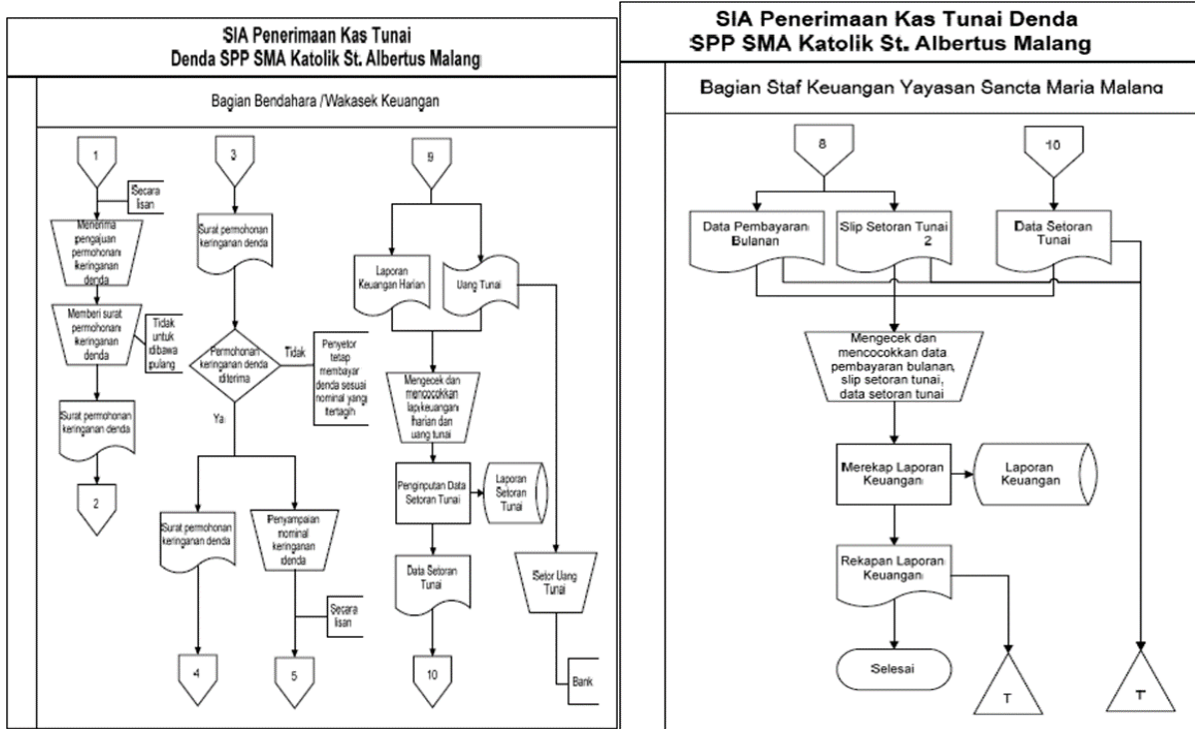 SIA Penerimaan Kas Tunai
Denda SPP SMA Katolik St. Albertus Malang
Bagian Bendahara /Wakasek Keuangan
1
Secara
lisan
Menerima
pengajuan
permohonan
keringanan
denda
Memberi surat
permohonan
keringanan
denda
Tidak
untuk
dibawa
pulang
Surat permohonan
keringanan denda
2
3
Surat permohonan
keringanan denda
Permohonan
keringanan denda
diterima
Tidak
Penyetor
tetap
membayar
denda sesuai
nominal yang
tertagih
Ya
Surat permohonan
keringanan denda
Penyampaian
nominal
keringanan
denda
Secara
lisan
4
5
9
Laporan
Keuangan Harian
Uang Tunai
Mengecek dan
mencocokkan
lap.keuangan
harian dan
uang tunai
Penginputan Data
Setoran Tunai
Laporan
Setoran
Tunai
Data Setoran
Tunai
Setor Uang
Tunai
10
Bank
SIA Penerimaan Kas Tunai Denda
SPP SMA Katolik St. Albertus Malang
Bagian Staf Keuangan Yayasan Sancta Maria Malang
8
10
Data Pembayaran
Bulanan
Slip Setoran Tunai
2
Data Setoran
Tunai
Mengecek dan
mencocokkan data
pembayaran bulanan,
slip setoran tunai,
data setoran tunai
Merekap Laporan
Keuangan
Laporan
Keuangan
Rekapan Laporan
Keuangan
Selesai
T
T